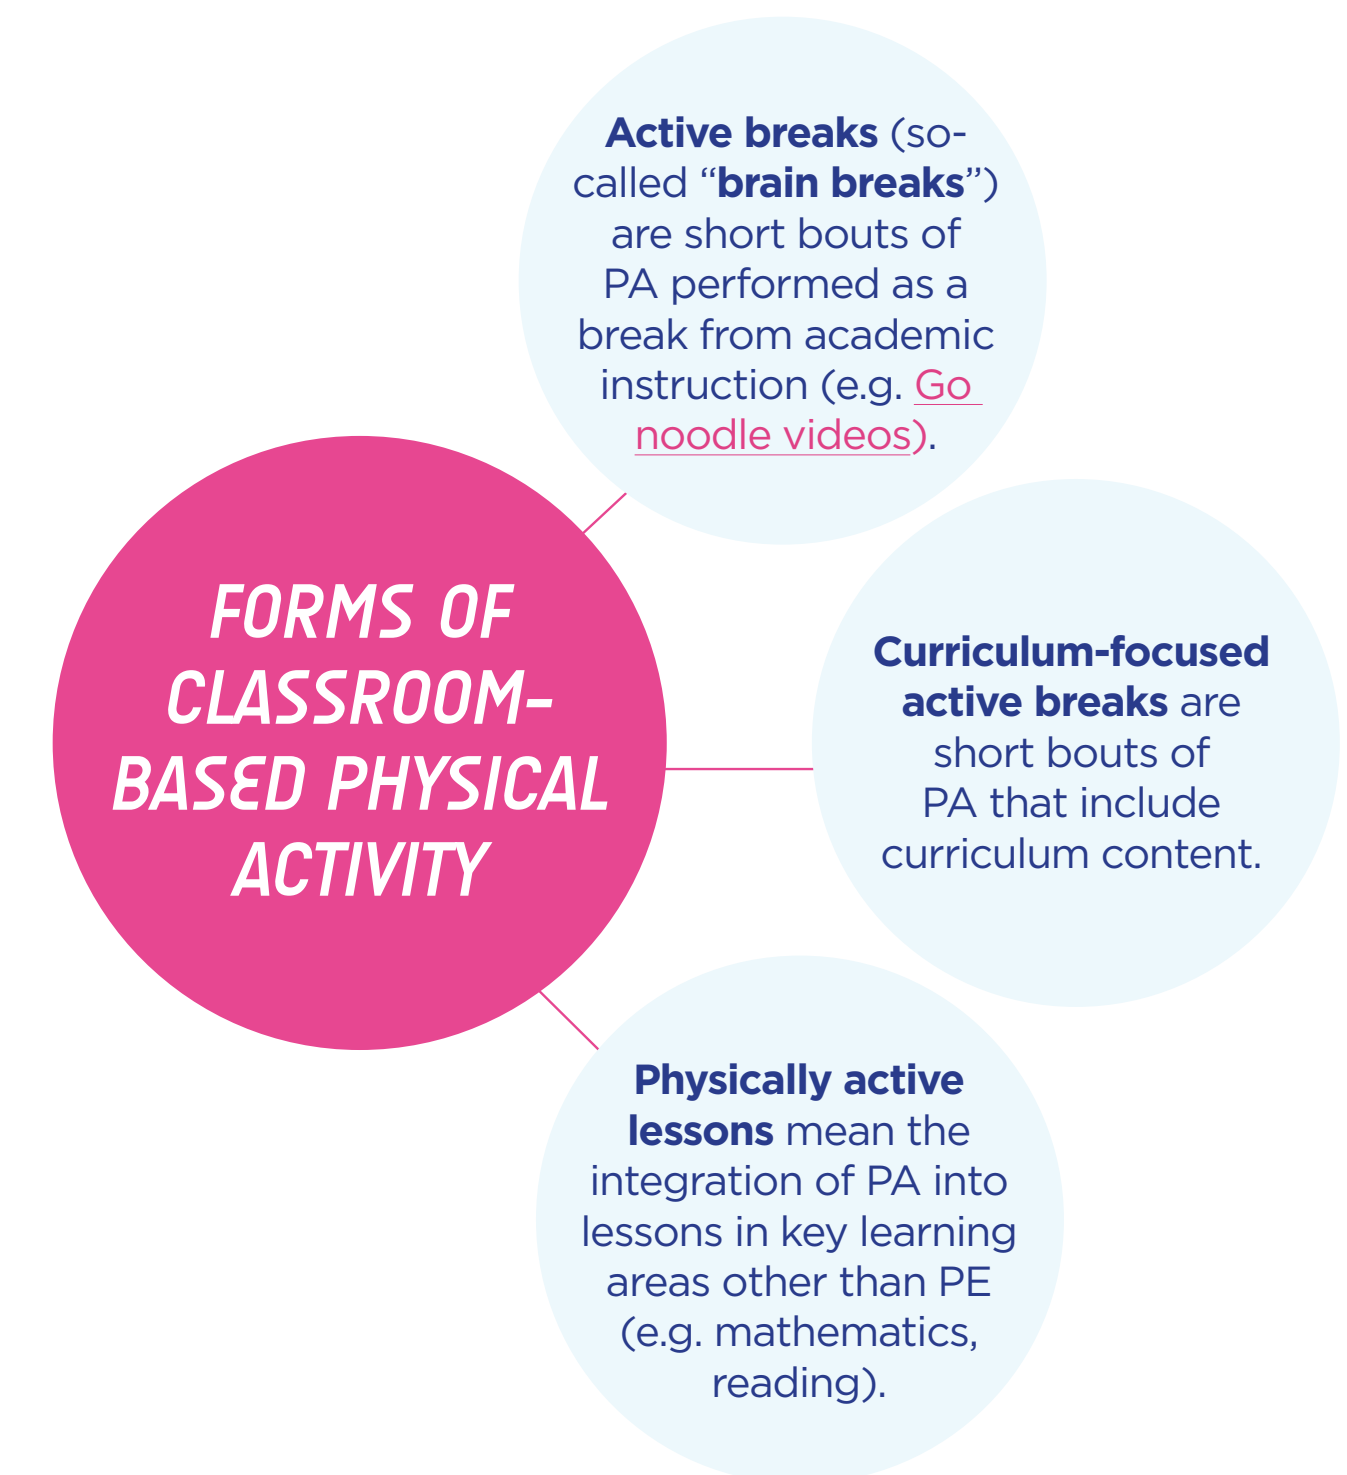 Active breaks (so-
called “brain breaks”)
are short bouts of
PA performed as a
break from academic
instruction (e.g. Go
noodle videos).
FORMS OF
CLASSROOM-
BASED PHYSICAL
ACTIVITY
Curriculum-focused
active breaks are
short bouts of
PA that include
curriculum content.
Physically active
lessons mean the
integration of PA into
lessons in key learning
areas other than PE
(e.g. mathematics,
reading).